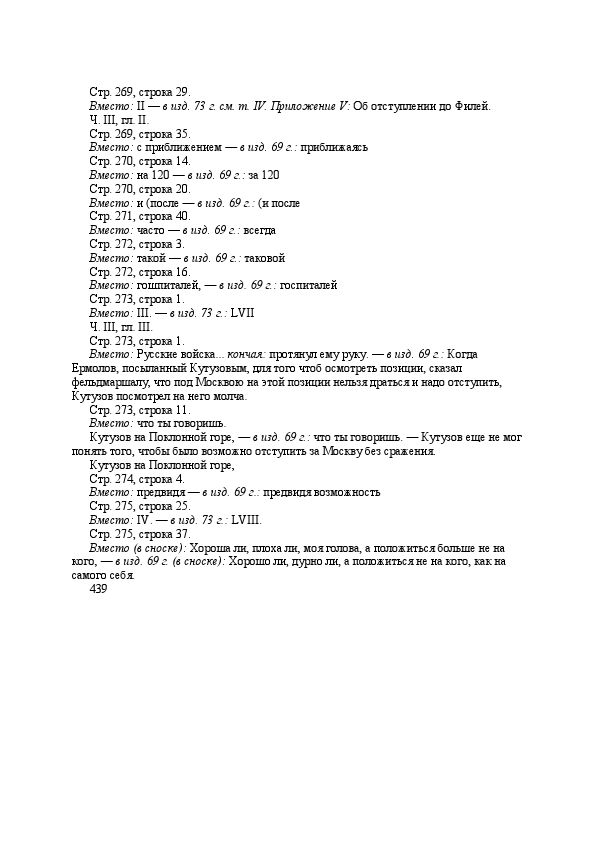 Стр. 269, строка 29.
Вместо: II — в изд. 73 г. см. т. IV. Приложение V: Об отступлении до Филей.
Ч. III, гл. II.
Стр. 269, строка 35.
Вместо: с приближением — в изд. 69 г.: приближаясь
Стр. 270, строка 14.
Вместо: на 120 — в изд. 69 г.: за 120
Стр. 270, строка 20.
Вместо: и (после — в изд. 69 г.: (и после
Стр. 271, строка 40.
Вместо: часто — в изд. 69 г.: всегда
Стр. 272, строка 3.
Вместо: такой — в изд. 69 г.: таковой
Стр. 272, строка 16.
Вместо: гошпиталей, — в изд. 69 г.: госпиталей
Стр. 273, строка 1.
Вместо: III. — в изд. 73 г.: LVII
Ч. III, гл. III.
Стр. 273, строка 1.
Вместо: Русские войска... кончая: протянул ему руку. — в изд. 69 г.: Когда
Ермолов, посыланный Кутузовым, для того чтоб осмотреть позиции, сказал
фельдмаршалу, что под Москвою на этой позиции нельзя драться и надо отступить,
Кутузов посмотрел на него молча.
Стр. 273, строка 11.
Вместо: что ты говоришь.
Кутузов на Поклонной горе, — в изд. 69 г.: что ты говоришь. — Кутузов еще не мог
понять того, чтобы было возможно отступить за Москву без сражения.
Кутузов на Поклонной горе,
Стр. 274, строка 4.
Вместо: предвидя — в изд. 69 г.: предвидя возможность
Стр. 275, строка 25.
Вместо: IV. — в изд. 73 г.: LVIII.
Стр. 275, строка 37.
Вместо (в сноске): Хороша ли, плоха ли, моя голова, а положиться больше не на
кого, — в изд. 69 г. (в сноске): Хорошо ли, дурно ли, а положиться не на кого, как на
самого себя.
439